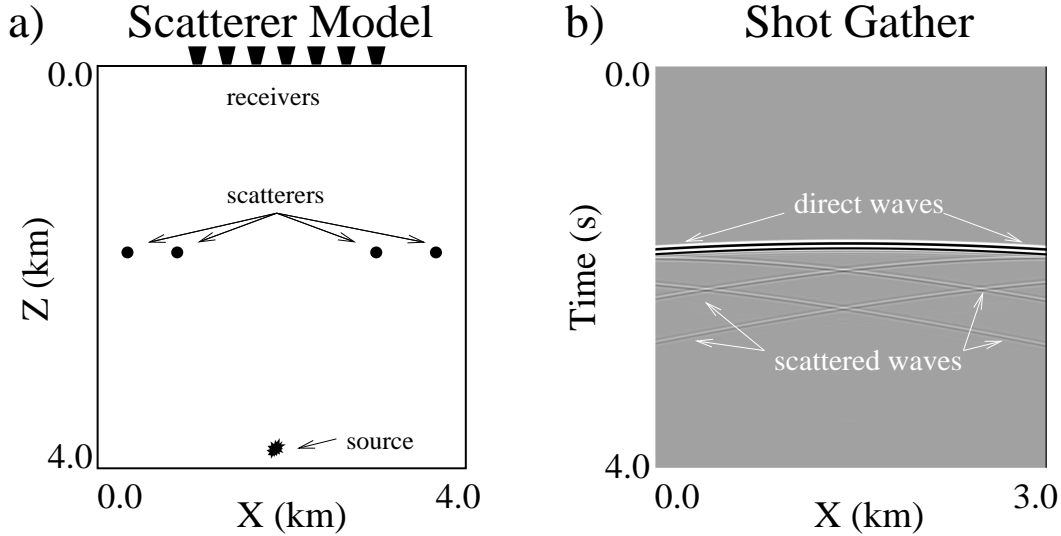 a) Scatterer Model
0.0
receivers
scatterers
Z (km)
source
4.0
0.0 4.0
X (km)
b) Shot Gather
0.0
direct waves
Time (s)
scattered waves
4.0
0.0 3.0
X (km)